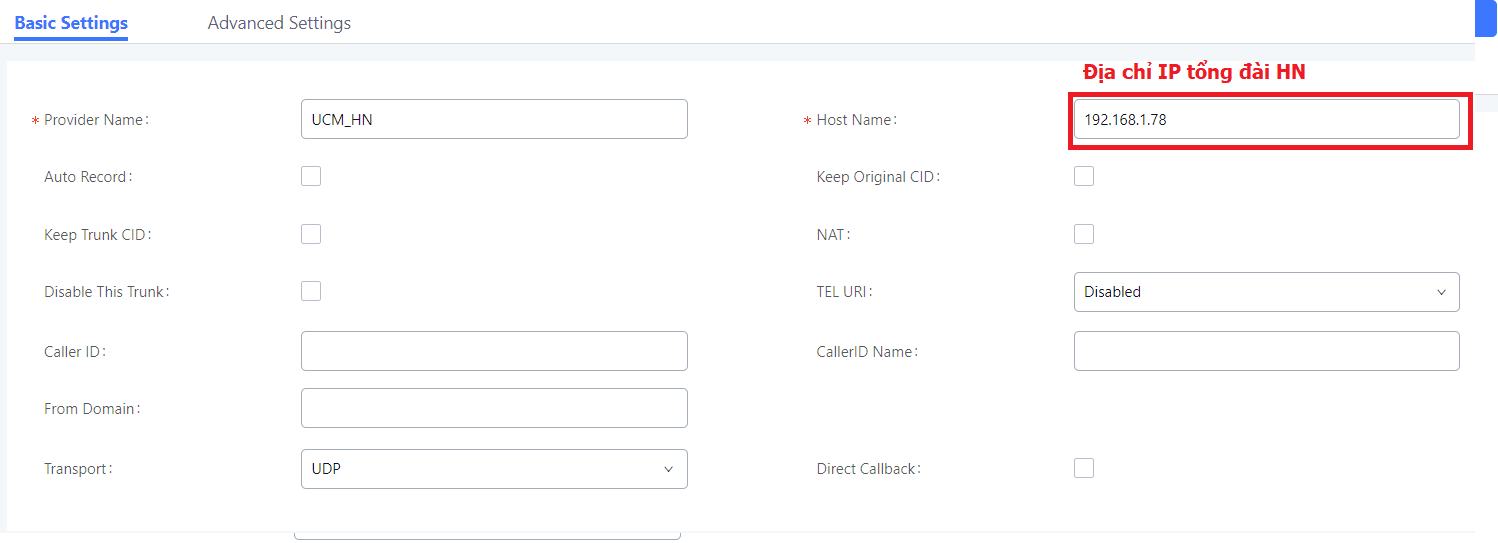 Basic Settings Advanced Settings
Địa chỉ IP tổng đài HN
* Provider Name: UCM_HN * Host Name: 192.168.1.78
Auto Record: Keep Original CID:
Keep Trunk CID: NAT:
Disable This Trunk: TEL URI: Disabled
Caller ID: CallerID Name:
From Domain:
Transport: UDP Direct Callback: